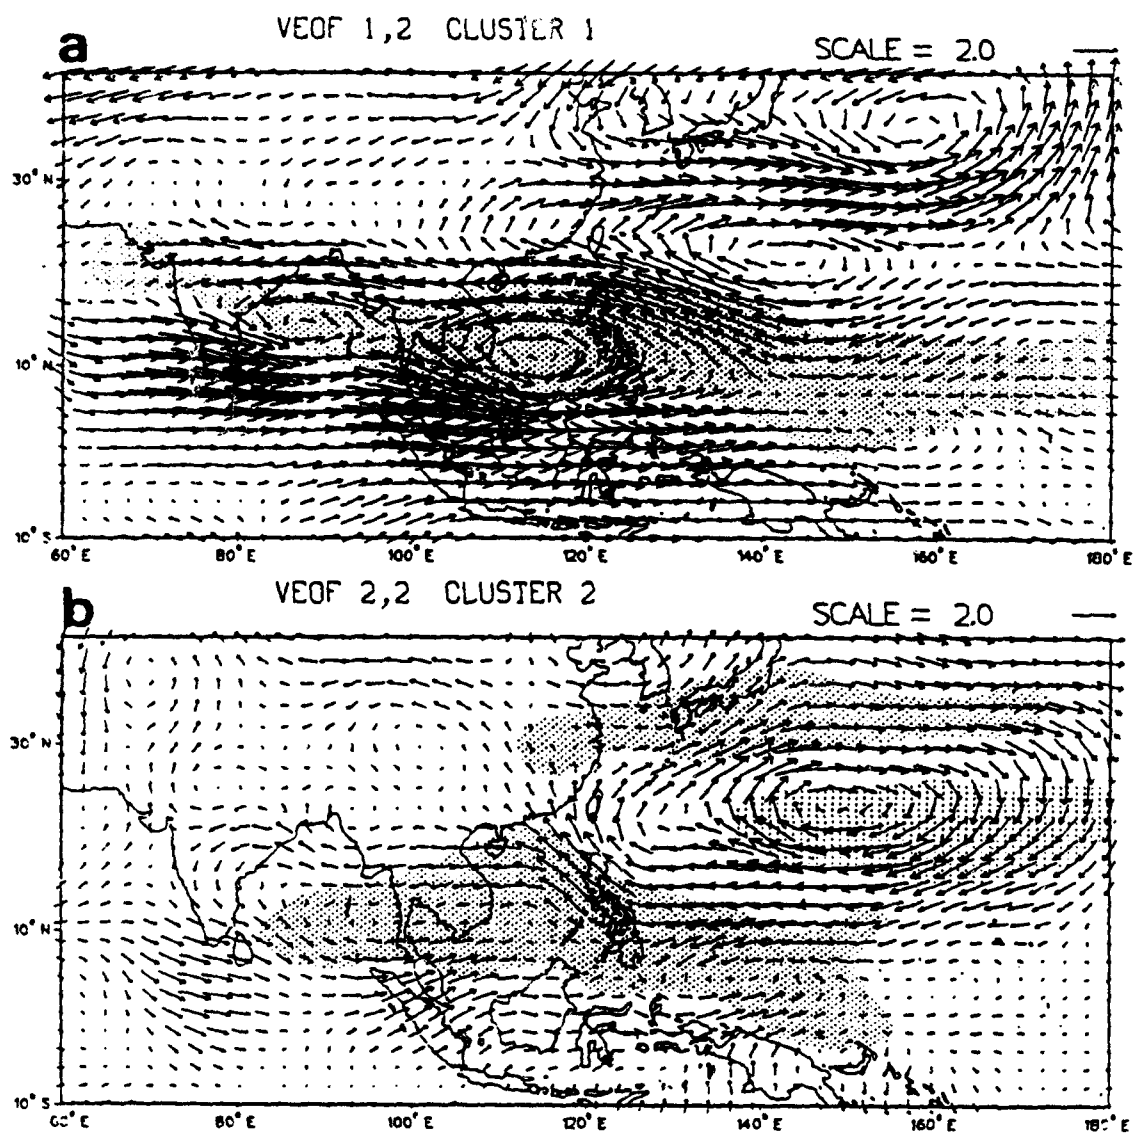 a
VEOF 1,2 CLUSTER 1
SCALE = 2.0
30° N
10° N
10° S
60° E 80° E 100° E 120° E 140° E 160° E 180° E
b
VEOF 2,2 CLUSTER 2
SCALE = 2.0
30° N
10° N
10° S
80° E 100° E 120° E 140° E 160° E